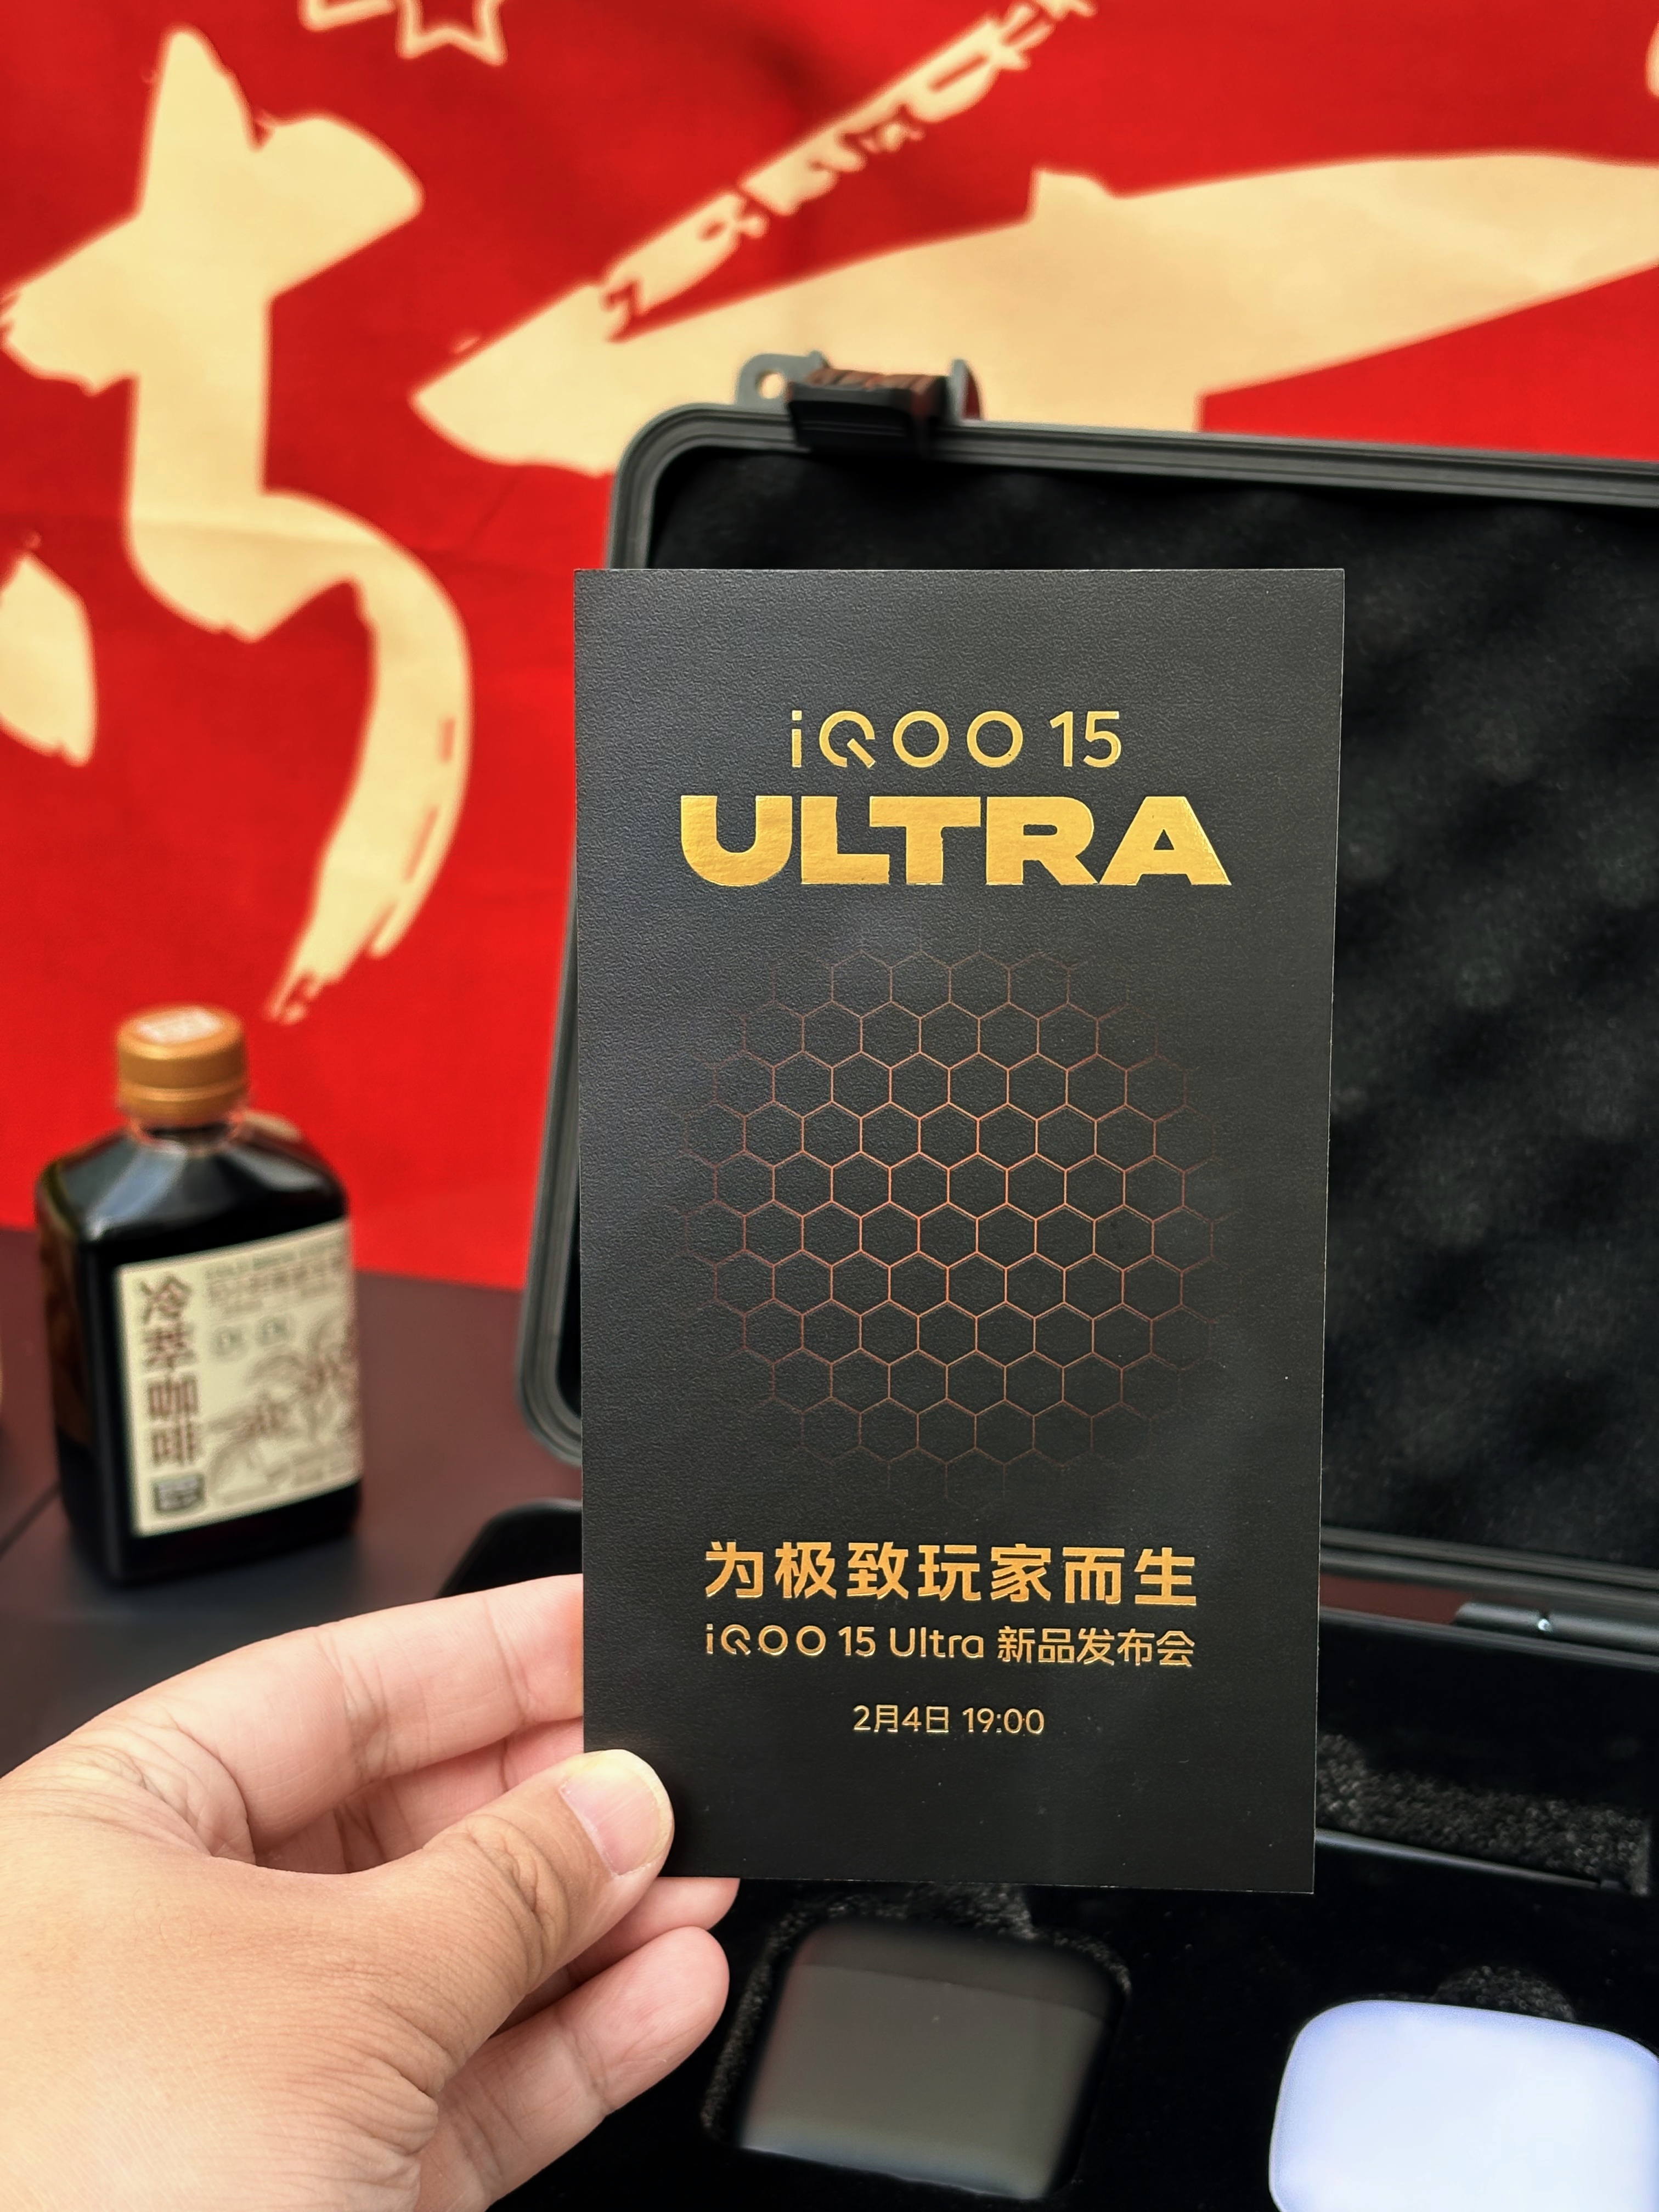 iQOO 15
ULTRA
为极致玩家而生
iQOO 15 Ultra 新品发布会
2月4日 19:00
冷萃咖啡